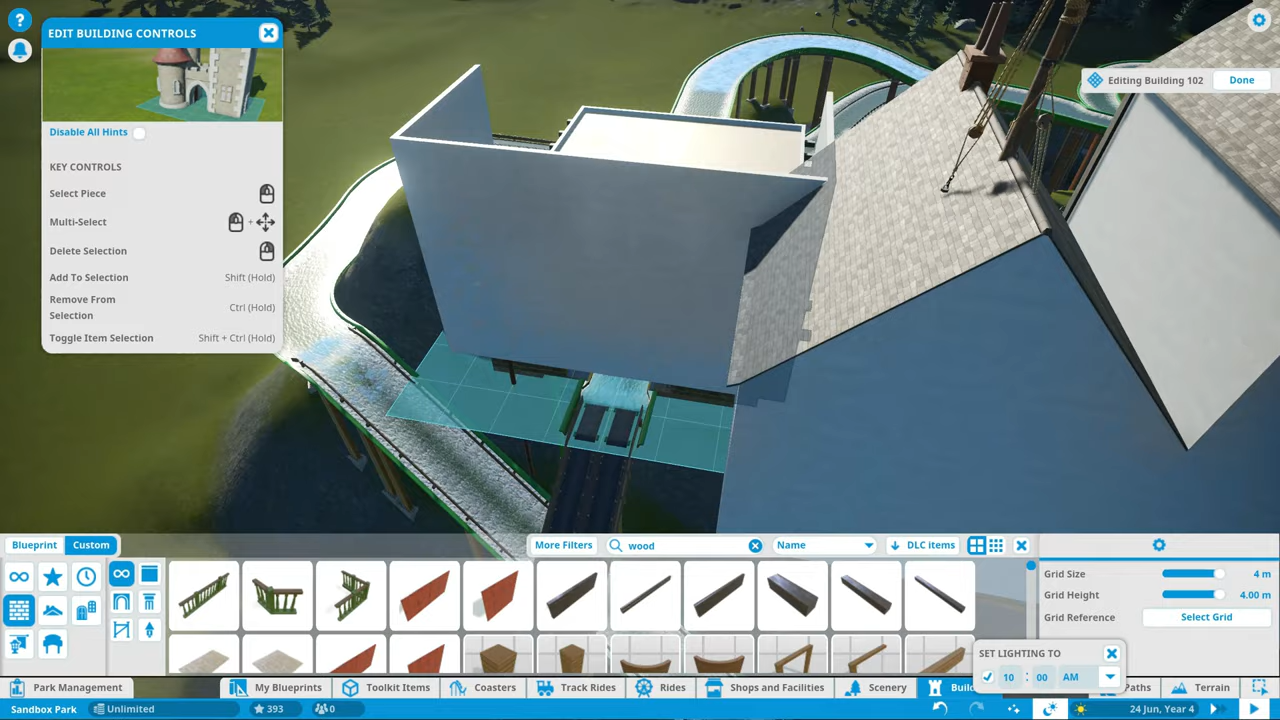 ?
EDIT BUILDING CONTROLS
Disable All Hints
KEY CONTROLS
Select Piece
Multi-Select
+
Delete Selection
Add To Selection Shift (Hold)
Remove From
Selection Ctrl (Hold)
Toggle Item Selection Shift + Ctrl (Hold)
Editing Building 102 Done
Blueprint Custom More Filters wood Name DLC items
Grid Size 4 m
Grid Height 4.00 m
Grid Reference Select Grid
SET LIGHTING TO
10 : 00 AM
Park Management My Blueprints Toolkit Items Coasters Track Rides Rides Shops and Facilities Scenery Buil Paths Terrain
Sandbox Park Unlimited 393 0 24 Jun, Year 4